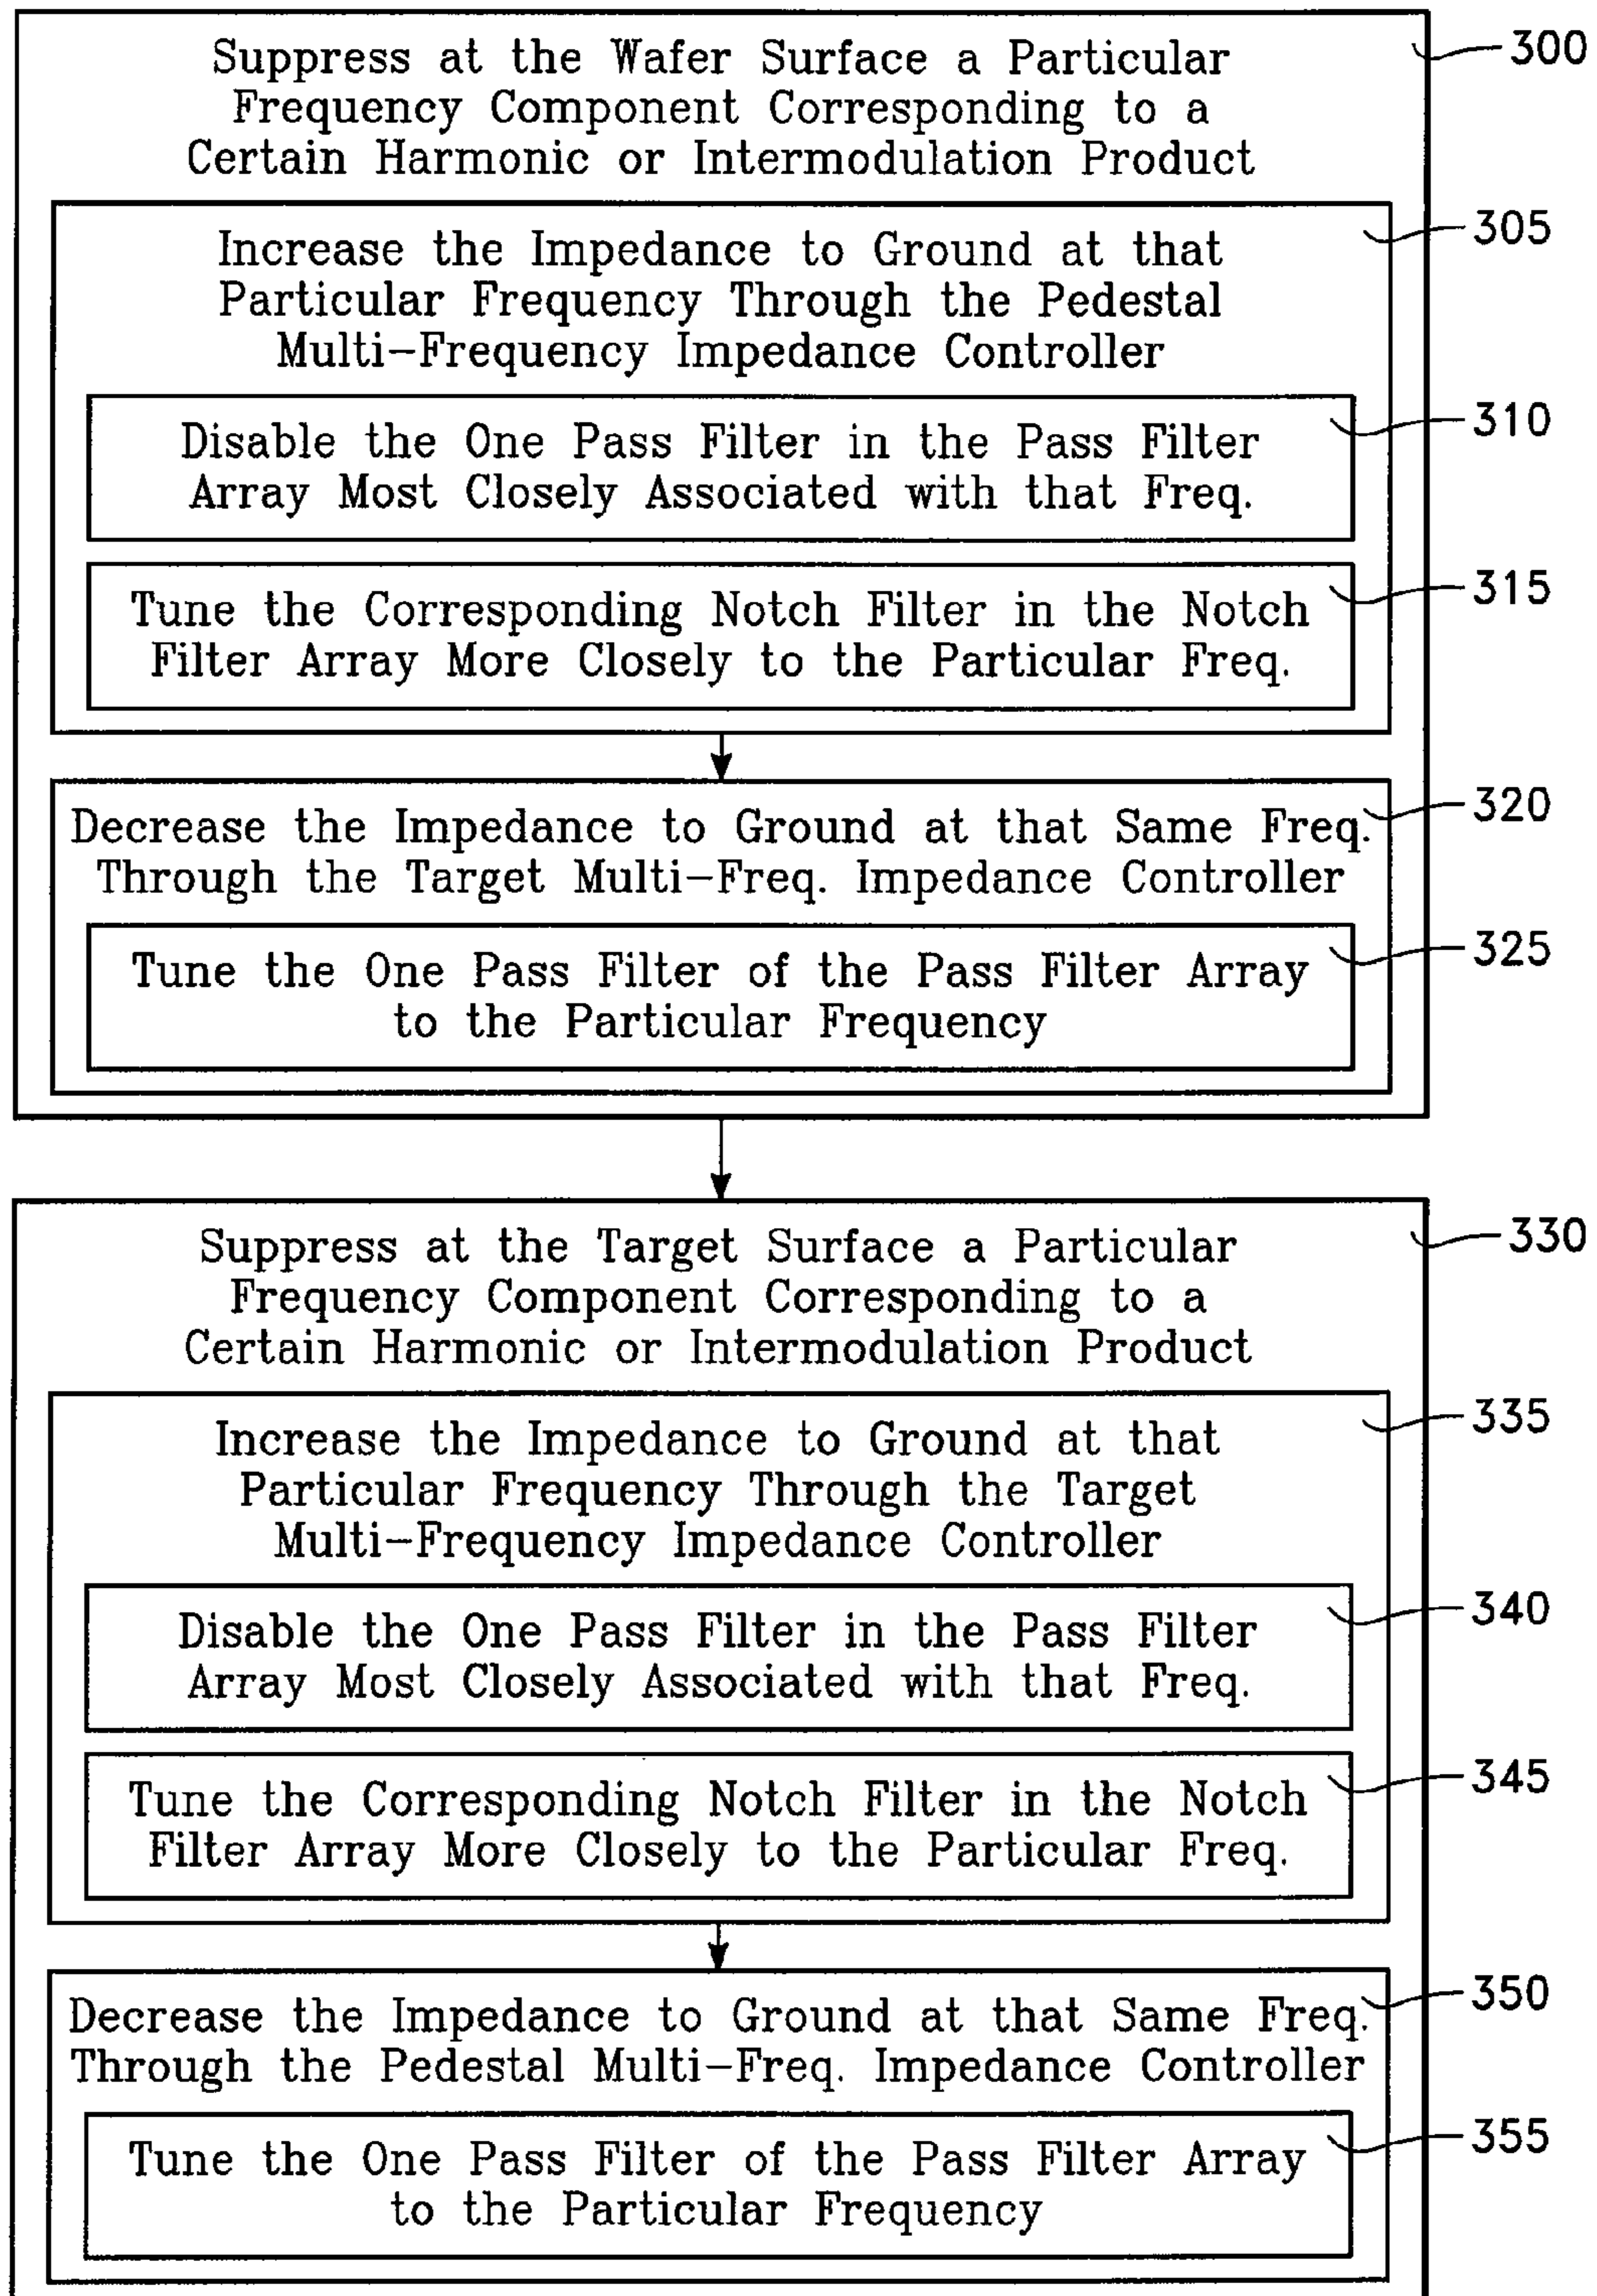 Suppress at the Wafer Surface a Particular
Frequency Component Corresponding to a
Certain Harmonic or Intermodulation Product
300
Increase the Impedance to Ground at that
Particular Frequency Through the Pedestal
Multi-Frequency Impedance Controller
305
Disable the One Pass Filter in the Pass Filter
Array Most Closely Associated with that Freq.
310
Tune the Corresponding Notch Filter in the Notch
Filter Array More Closely to the Particular Freq.
315
Decrease the Impedance to Ground at that Same Freq.
Through the Target Multi-Freq. Impedance Controller
320
Tune the One Pass Filter of the Pass Filter Array
to the Particular Frequency
325
Suppress at the Target Surface a Particular
Frequency Component Corresponding to a
Certain Harmonic or Intermodulation Product
330
Increase the Impedance to Ground at that
Particular Frequency Through the Target
Multi-Frequency Impedance Controller
335
Disable the One Pass Filter in the Pass Filter
Array Most Closely Associated with that Freq.
340
Tune the Corresponding Notch Filter in the Notch
Filter Array More Closely to the Particular Freq.
345
Decrease the Impedance to Ground at that Same Freq.
Through the Pedestal Multi-Freq. Impedance Controller
350
Tune the One Pass Filter of the Pass Filter Array
to the Particular Frequency
355